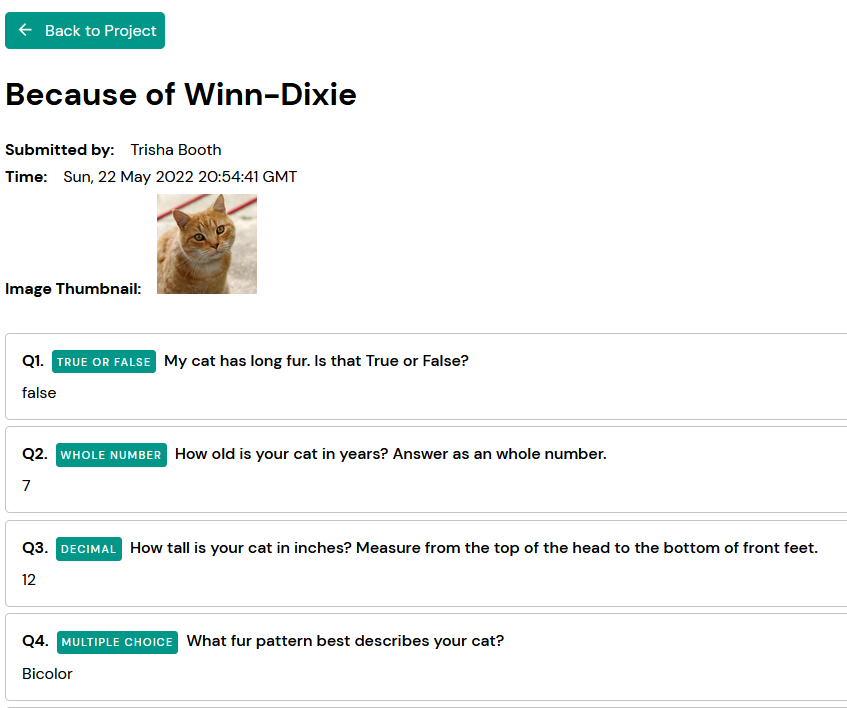 Back to Project
Because of Winn-Dixie
Submitted by: Trisha Booth
Time: Sun, 22 May 2022 20:54:41 GMT
Image Thumbnail:
Q1. TRUE OR FALSE My cat has long fur. Is that True or False?
false
Q2. WHOLE NUMBER How old is your cat in years? Answer as an whole number.
7
Q3. DECIMAL How tall is your cat in inches? Measure from the top of the head to the bottom of front feet.
12
Q4. MULTIPLE CHOICE What fur pattern best describes your cat?
Bicolor